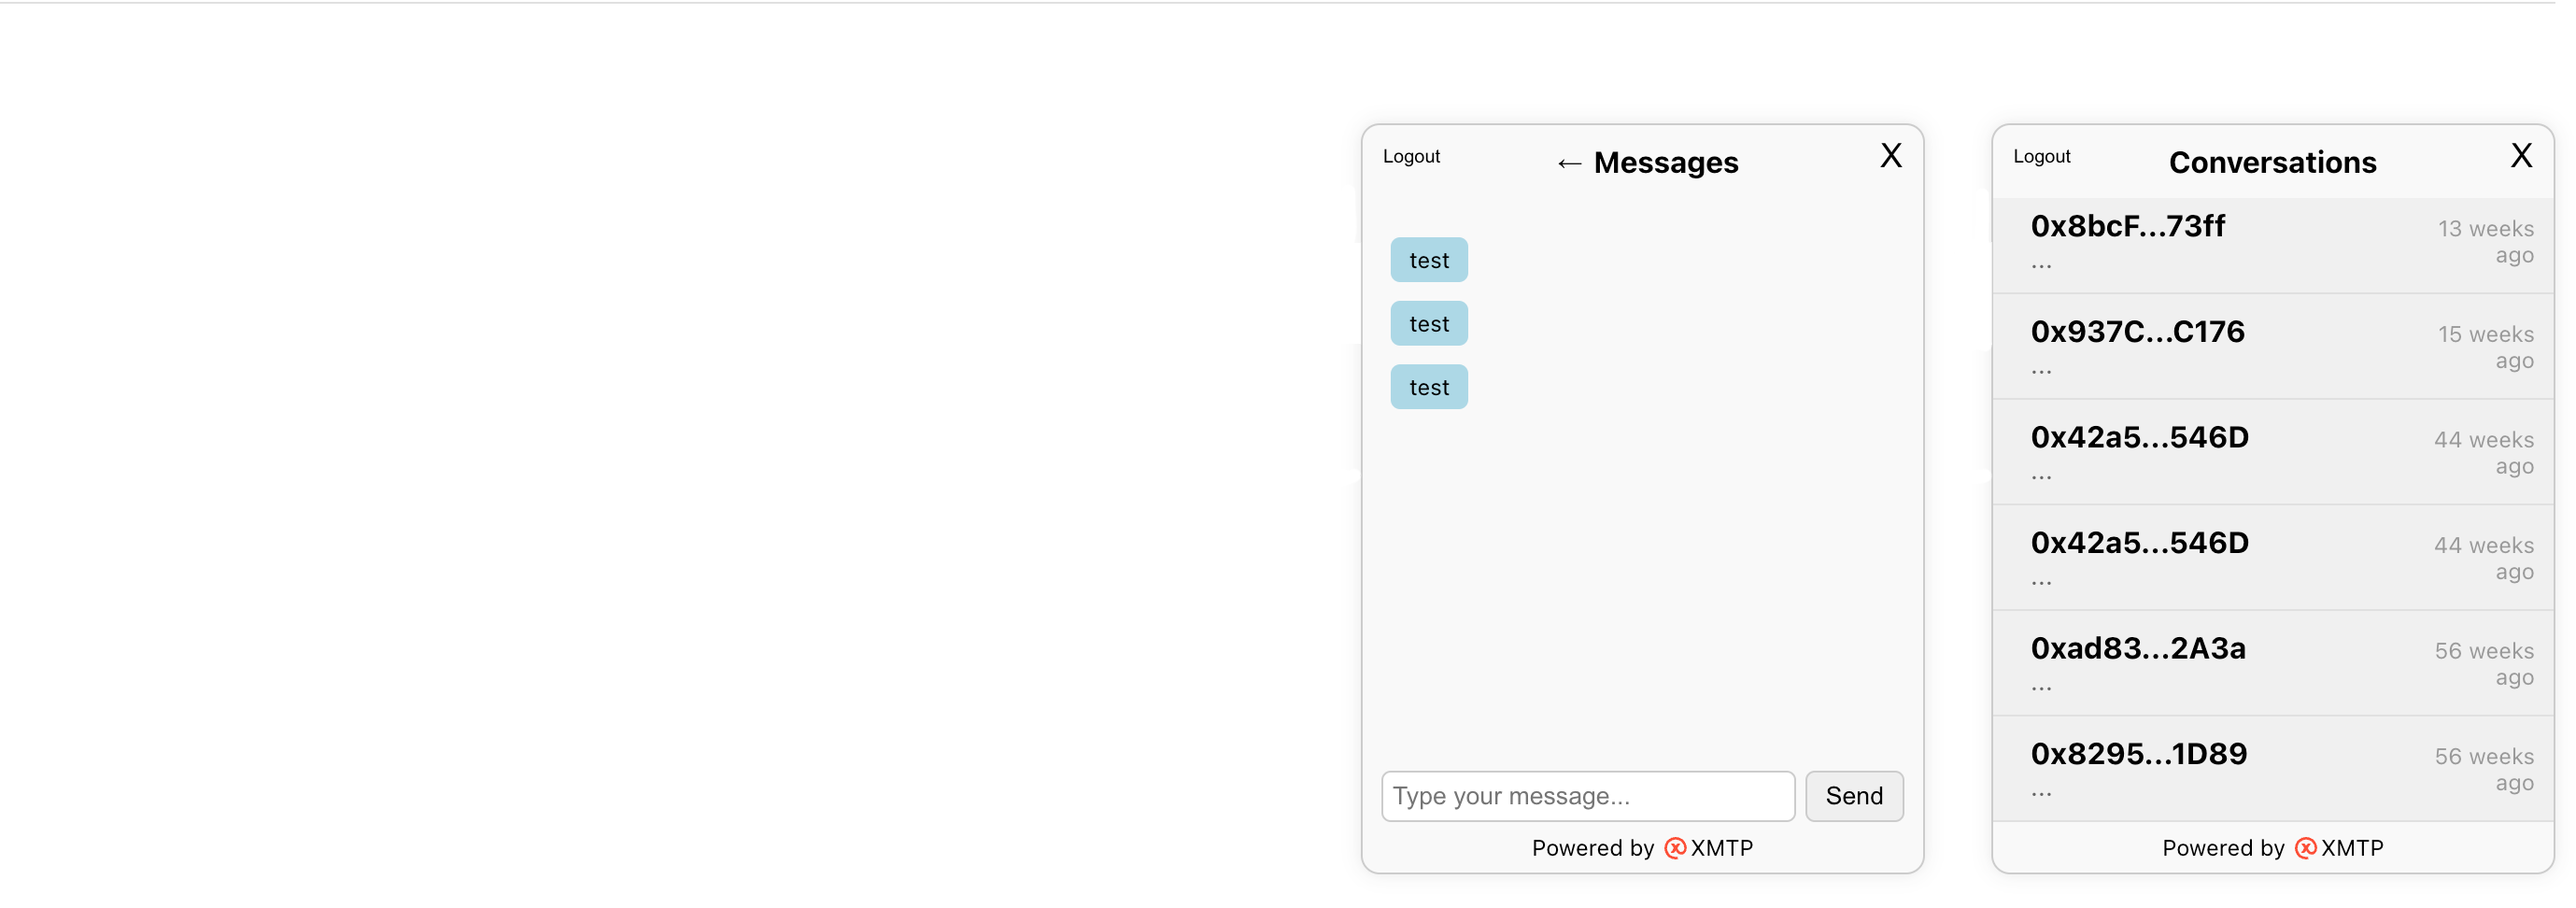 Logout
← Messages
X
test
test
test
Type your message...
Send
Powered by XMTP
Logout
Conversations
X
0x8bcF...73ff
13 weeks
ago
...
0x937C...C176
15 weeks
ago
...
0x42a5...546D
44 weeks
ago
...
0x42a5...546D
44 weeks
ago
...
0xad83...2A3a
56 weeks
ago
...
0x8295...1D89
56 weeks
ago
...
Powered by XMTP